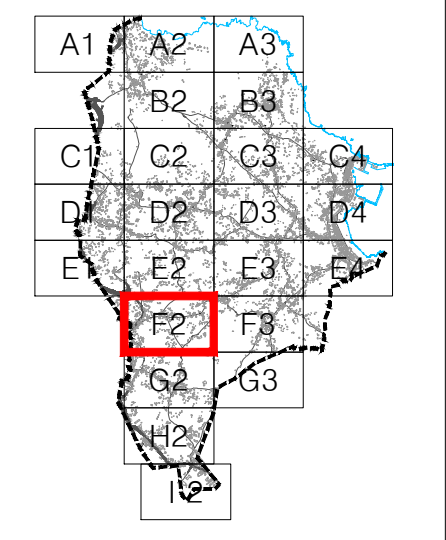 A1 A2 A3
B2 B3
C1 C2 C3 C4
D1 D2 D3 D4
E1 E2 E3 E4
F2 F3
G2 G3
H2
I 2